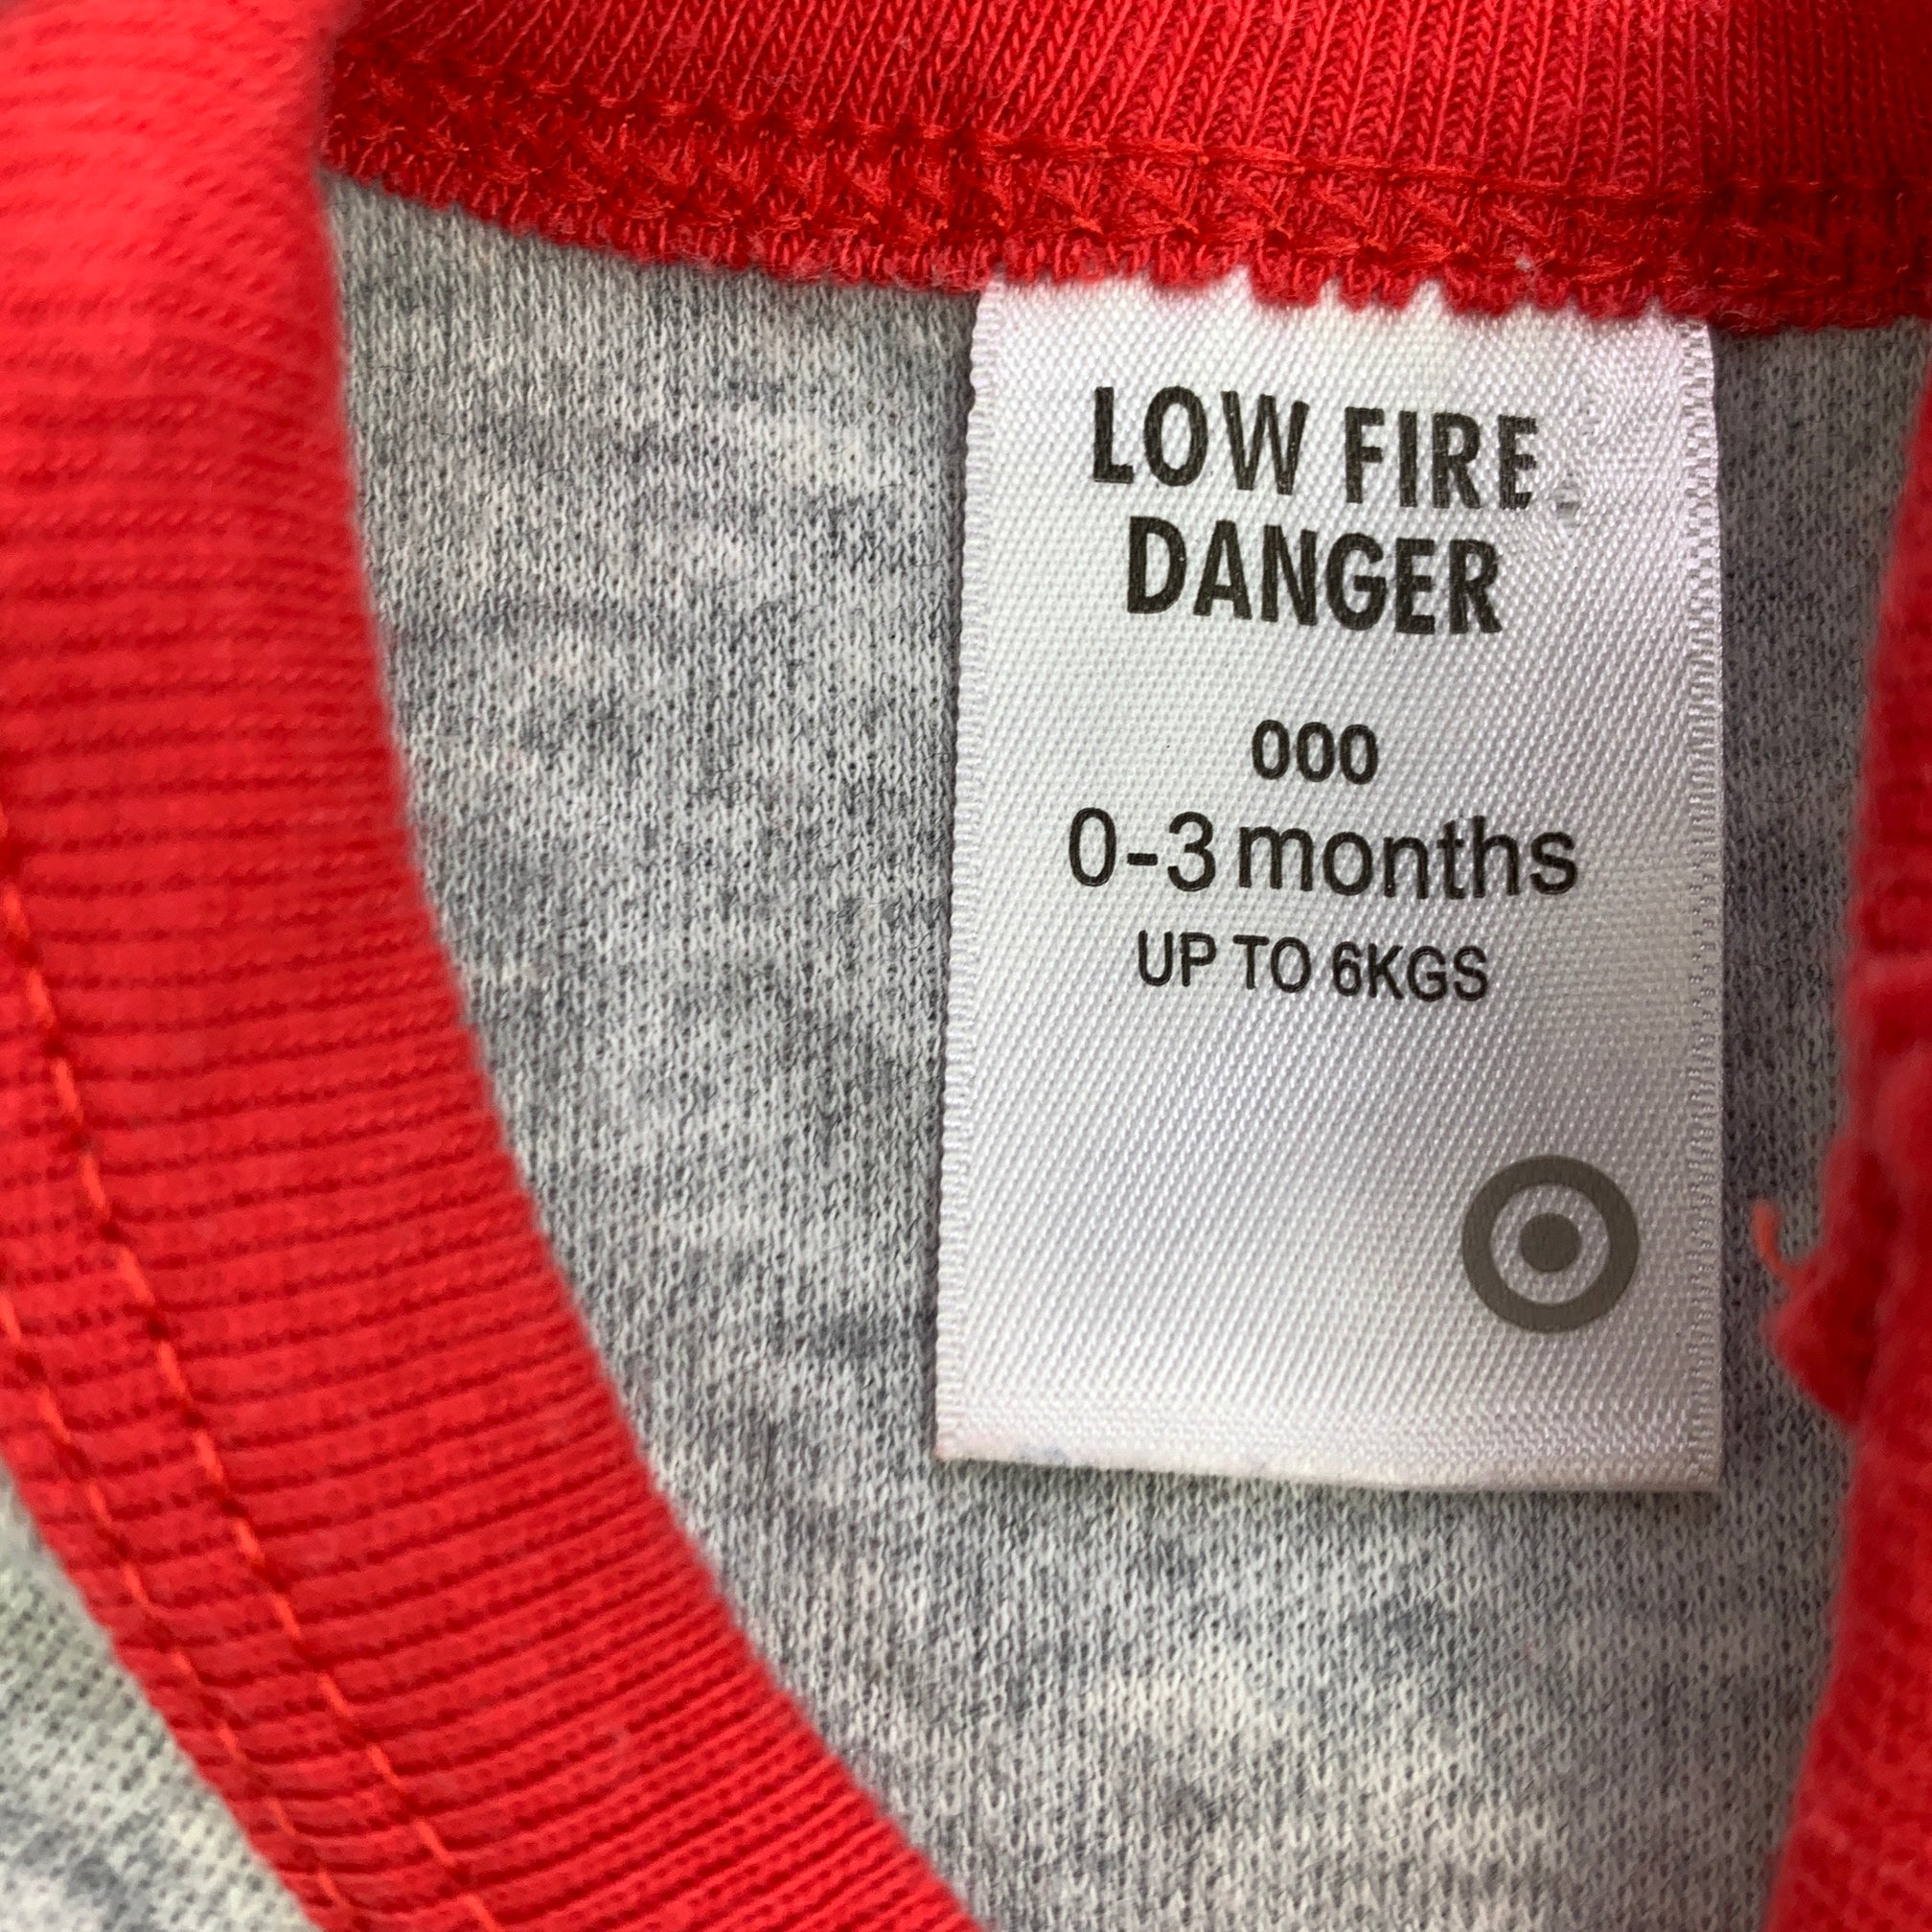 LOW FIRE
DANGER
000
0-3 months
UP TO 6KGS